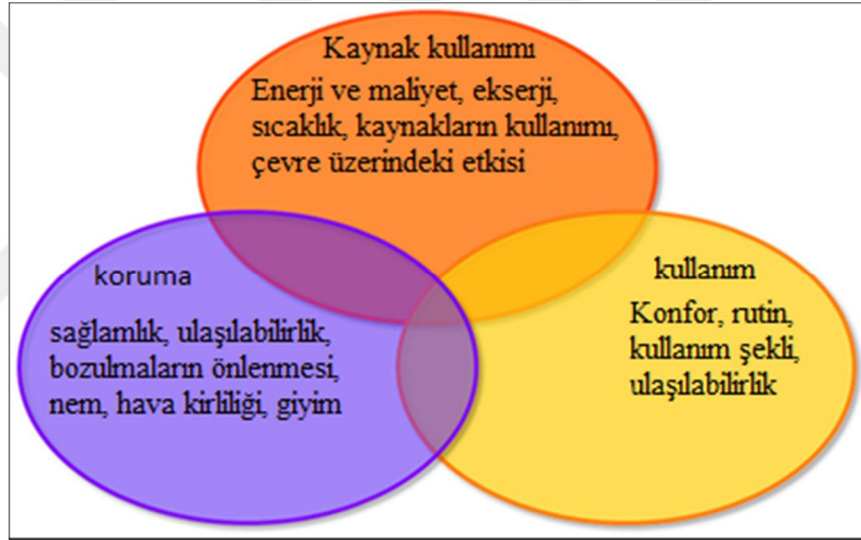 Kaynak kullanımı
Enerji ve maliyet, ekserji,
sıcaklık, kaynakların kullanımı,
çevre üzerindeki etkisi
koruma
sağlamlık, ulaşılabilirlik,
bozulmaların önlenmesi,
nem, hava kirliliği, giyim
kullanım
Konfor, rutin,
kullanım şekli,
ulaşılabilirlik